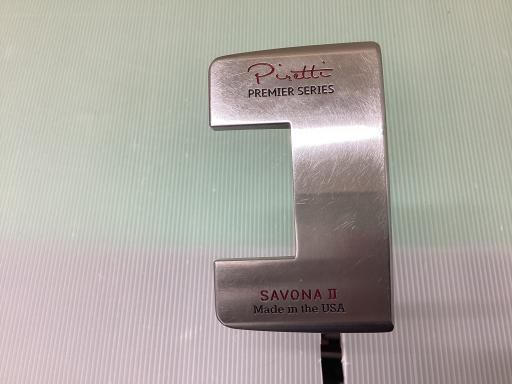 Piretti
PREMIER SERIES
SAVONA II
Made in the USA